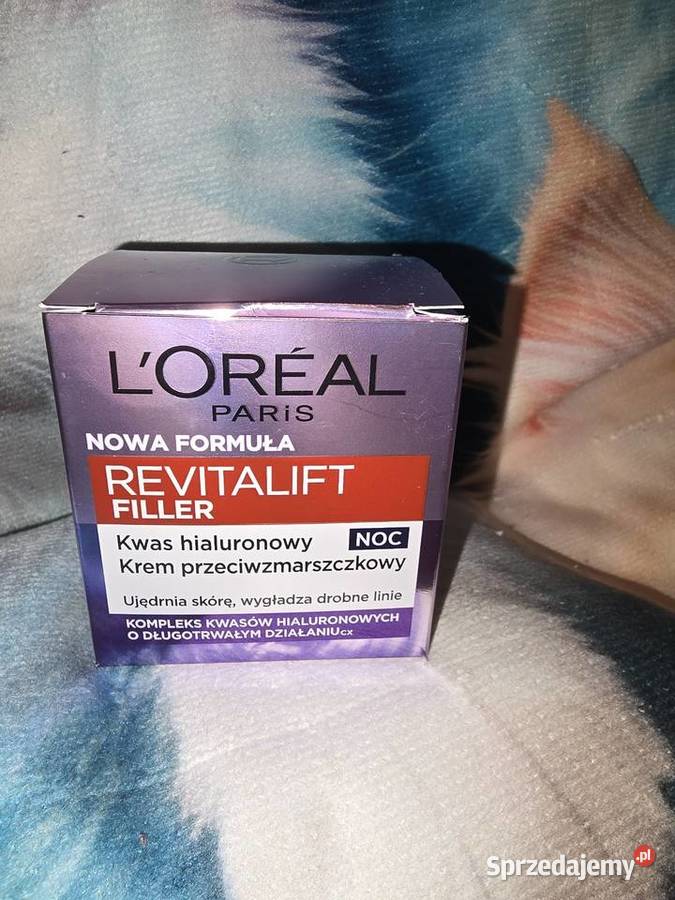 L'ORÉAL
PARiS
NOWA FORMUŁA
REVITALIFT
FILLER
Kwas hialuronowy NOC
Krem przeciwzmarszczkowy
Ujędrnia skórę, wygładza drobne linie
KOMPLEKS KWASÓW HIALURONOWYCH
O DŁUGOTRWAŁYM DZIAŁANIUcx
Sprzedajemy.pl